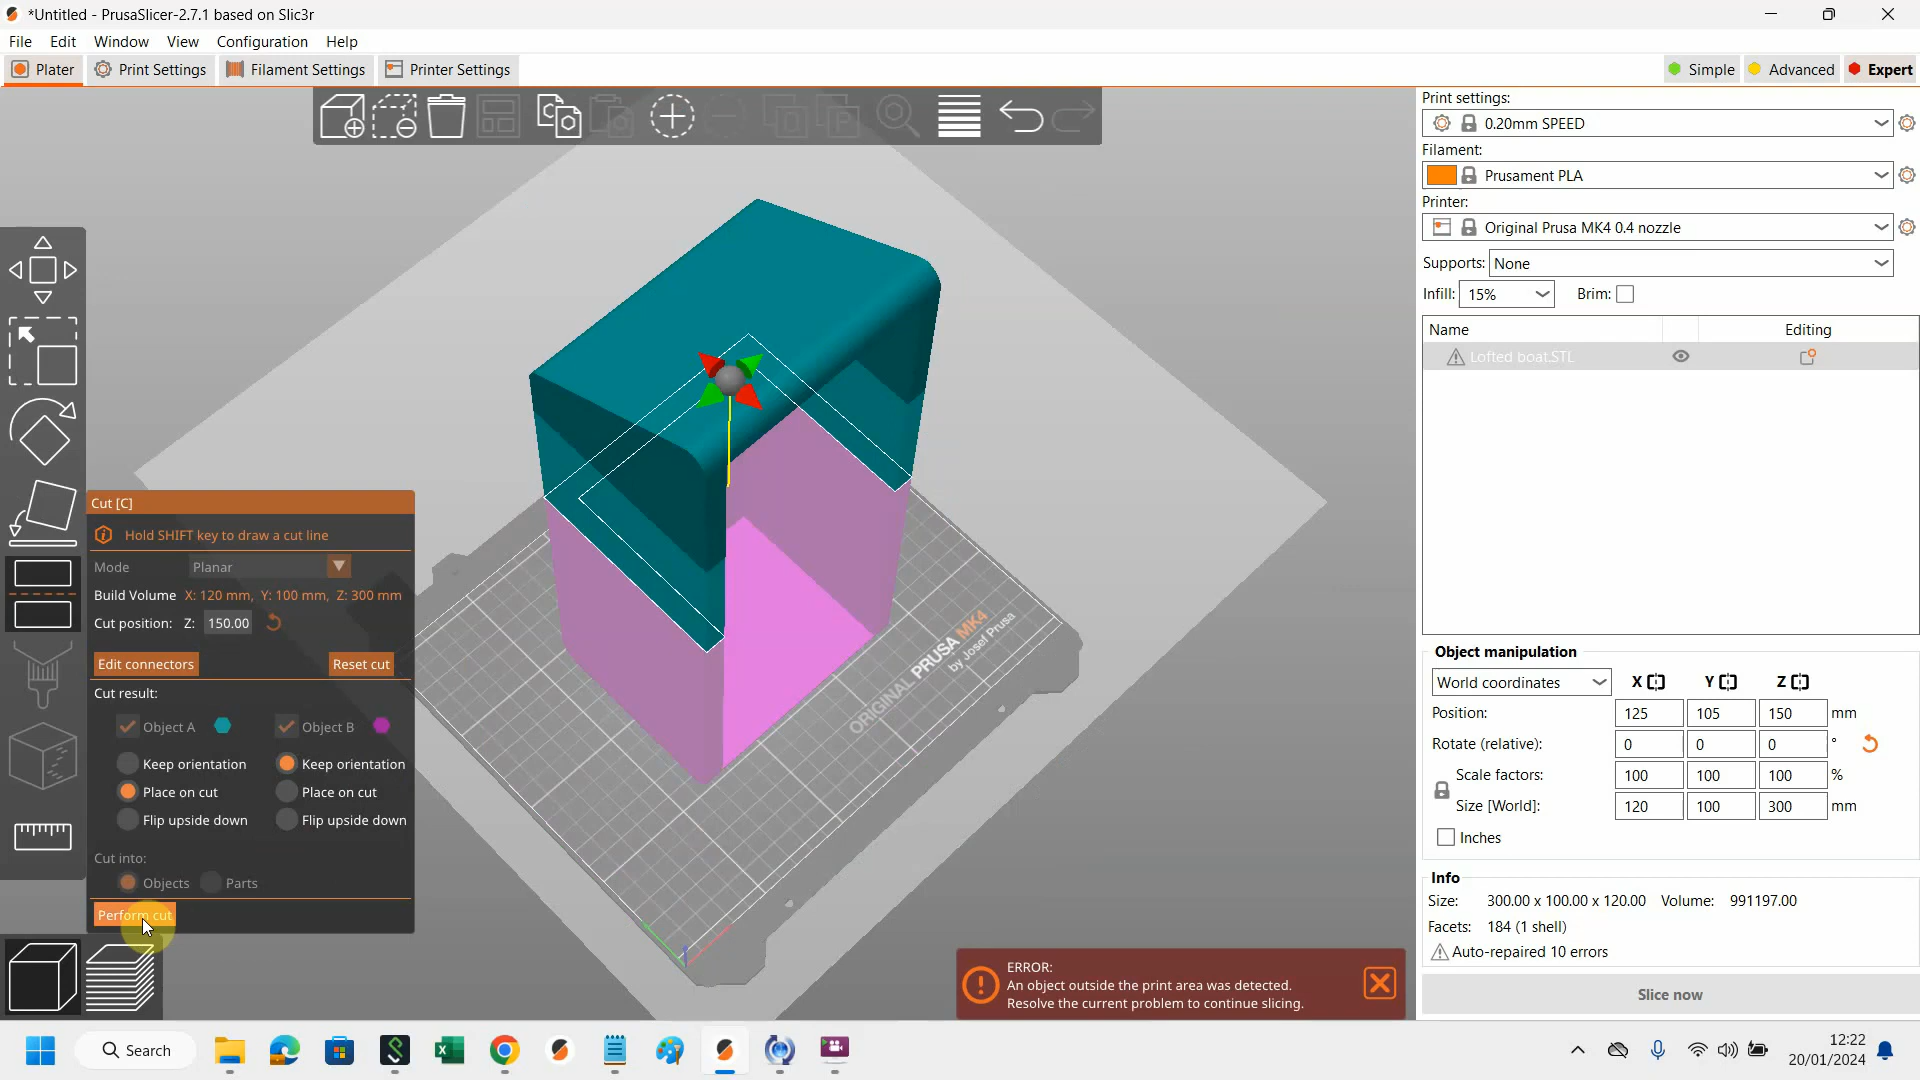 *Untitled - PrusaSlicer-2.7.1 based on Slic3r
File Edit Window View Configuration Help
Plater Print Settings Filament Settings Printer Settings
Simple Advanced Expert
Print settings:
0.20mm SPEED
Filament:
Prusament PLA
Printer:
Original Prusa MK4 0.4 nozzle
Supports: None
Infill: 15% Brim:
Name Editing
Lofted boat.STL
Cut [C]
Hold SHIFT key to draw a cut line
Mode Planar
Build Volume X: 120 mm, Y: 100 mm, Z: 300 mm
Cut position: Z: 150.00
Edit connectors Reset cut
Cut result:
Object A Object B
Keep orientation Keep orientation
Place on cut Place on cut
Flip upside down Flip upside down
Cut into:
Objects Parts
Perform cut
ORIGINAL PRUSA MK4
by Josef Prusa
ERROR:
An object outside the print area was detected.
Resolve the current problem to continue slicing.
Object manipulation
World coordinates X Y Z
Position: 125 105 150 mm
Rotate (relative): 0 0 0 °
Scale factors: 100 100 100 %
Size [World]: 120 100 300 mm
Inches
Info
Size: 300.00 x 100.00 x 120.00 Volume: 991197.00
Facets: 184 (1 shell)
Auto-repaired 10 errors
Slice now
Search
12:22
20/01/2024